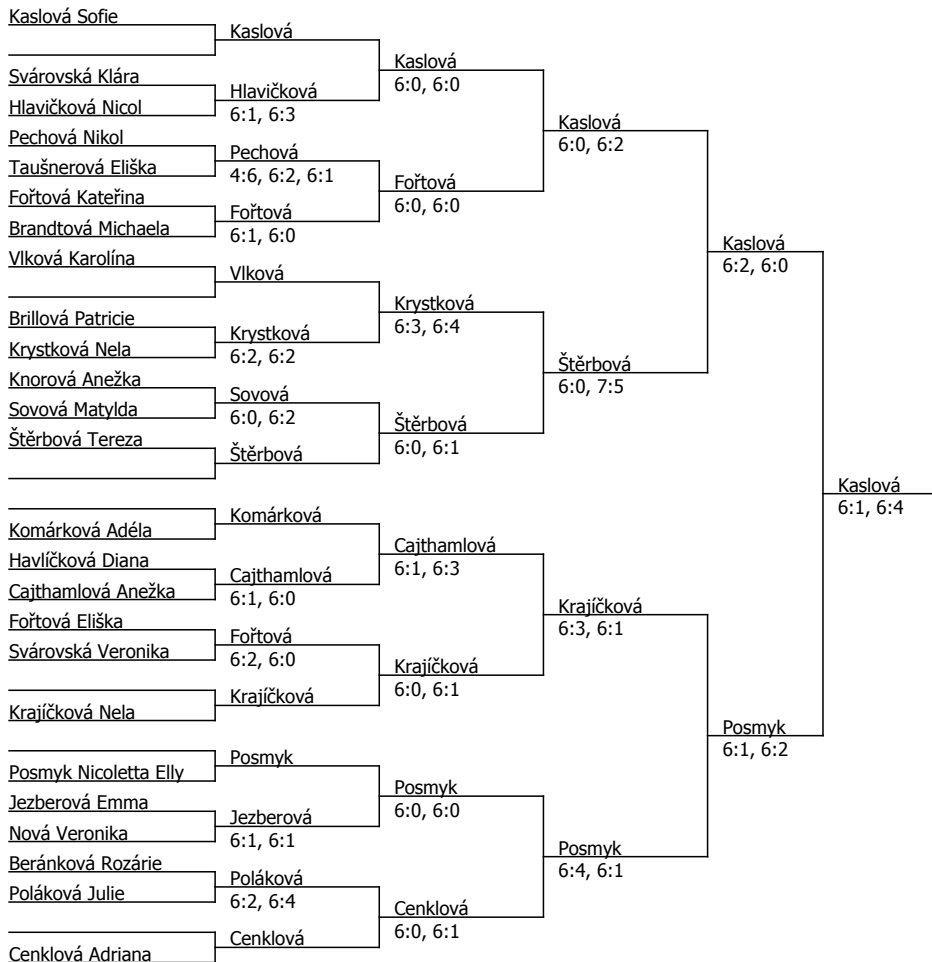 Kaslová Sofie
Kaslová
Kaslová
6:0, 6:0
Svárovská Klára
Hlavičková
6:1, 6:3
Hlavičková Nicol
Kaslová
6:0, 6:2
Pechová Nikol
Pechová
4:6, 6:2, 6:1
Taušnerová Eliška
Fořtová
6:0, 6:0
Fořtová Kateřina
Fořtová
6:1, 6:0
Brandtová Michaela
Kaslová
6:2, 6:0
Vlková Karolína
Vlková
Krystková
6:3, 6:4
Brillová Patricie
Krystková
6:2, 6:2
Krystková Nela
Štěrbová
6:0, 7:5
Knorová Anežka
Sovová
6:0, 6:2
Sovová Matylda
Štěrbová
6:0, 6:1
Štěrbová Tereza
Štěrbová
Kaslová
6:1, 6:4
Komárková
Komárková Adéla
Cajthamlová
6:1, 6:3
Havlíčková Diana
Cajthamlová
6:1, 6:0
Cajthamlová Anežka
Krajíčková
6:3, 6:1
Fořtová Eliška
Fořtová
6:2, 6:0
Svárovská Veronika
Krajíčková
6:0, 6:1
Krajíčková
Krajíčková Nela
Posmyk
6:1, 6:2
Posmyk
Posmyk Nicoletta Elly
Posmyk
6:0, 6:0
Jezberová Emma
Jezberová
6:1, 6:1
Nová Veronika
Posmyk
6:4, 6:1
Beránková Rozárie
Poláková
6:2, 6:4
Poláková Julie
Cenklová
6:0, 6:1
Cenklová
Cenklová Adriana